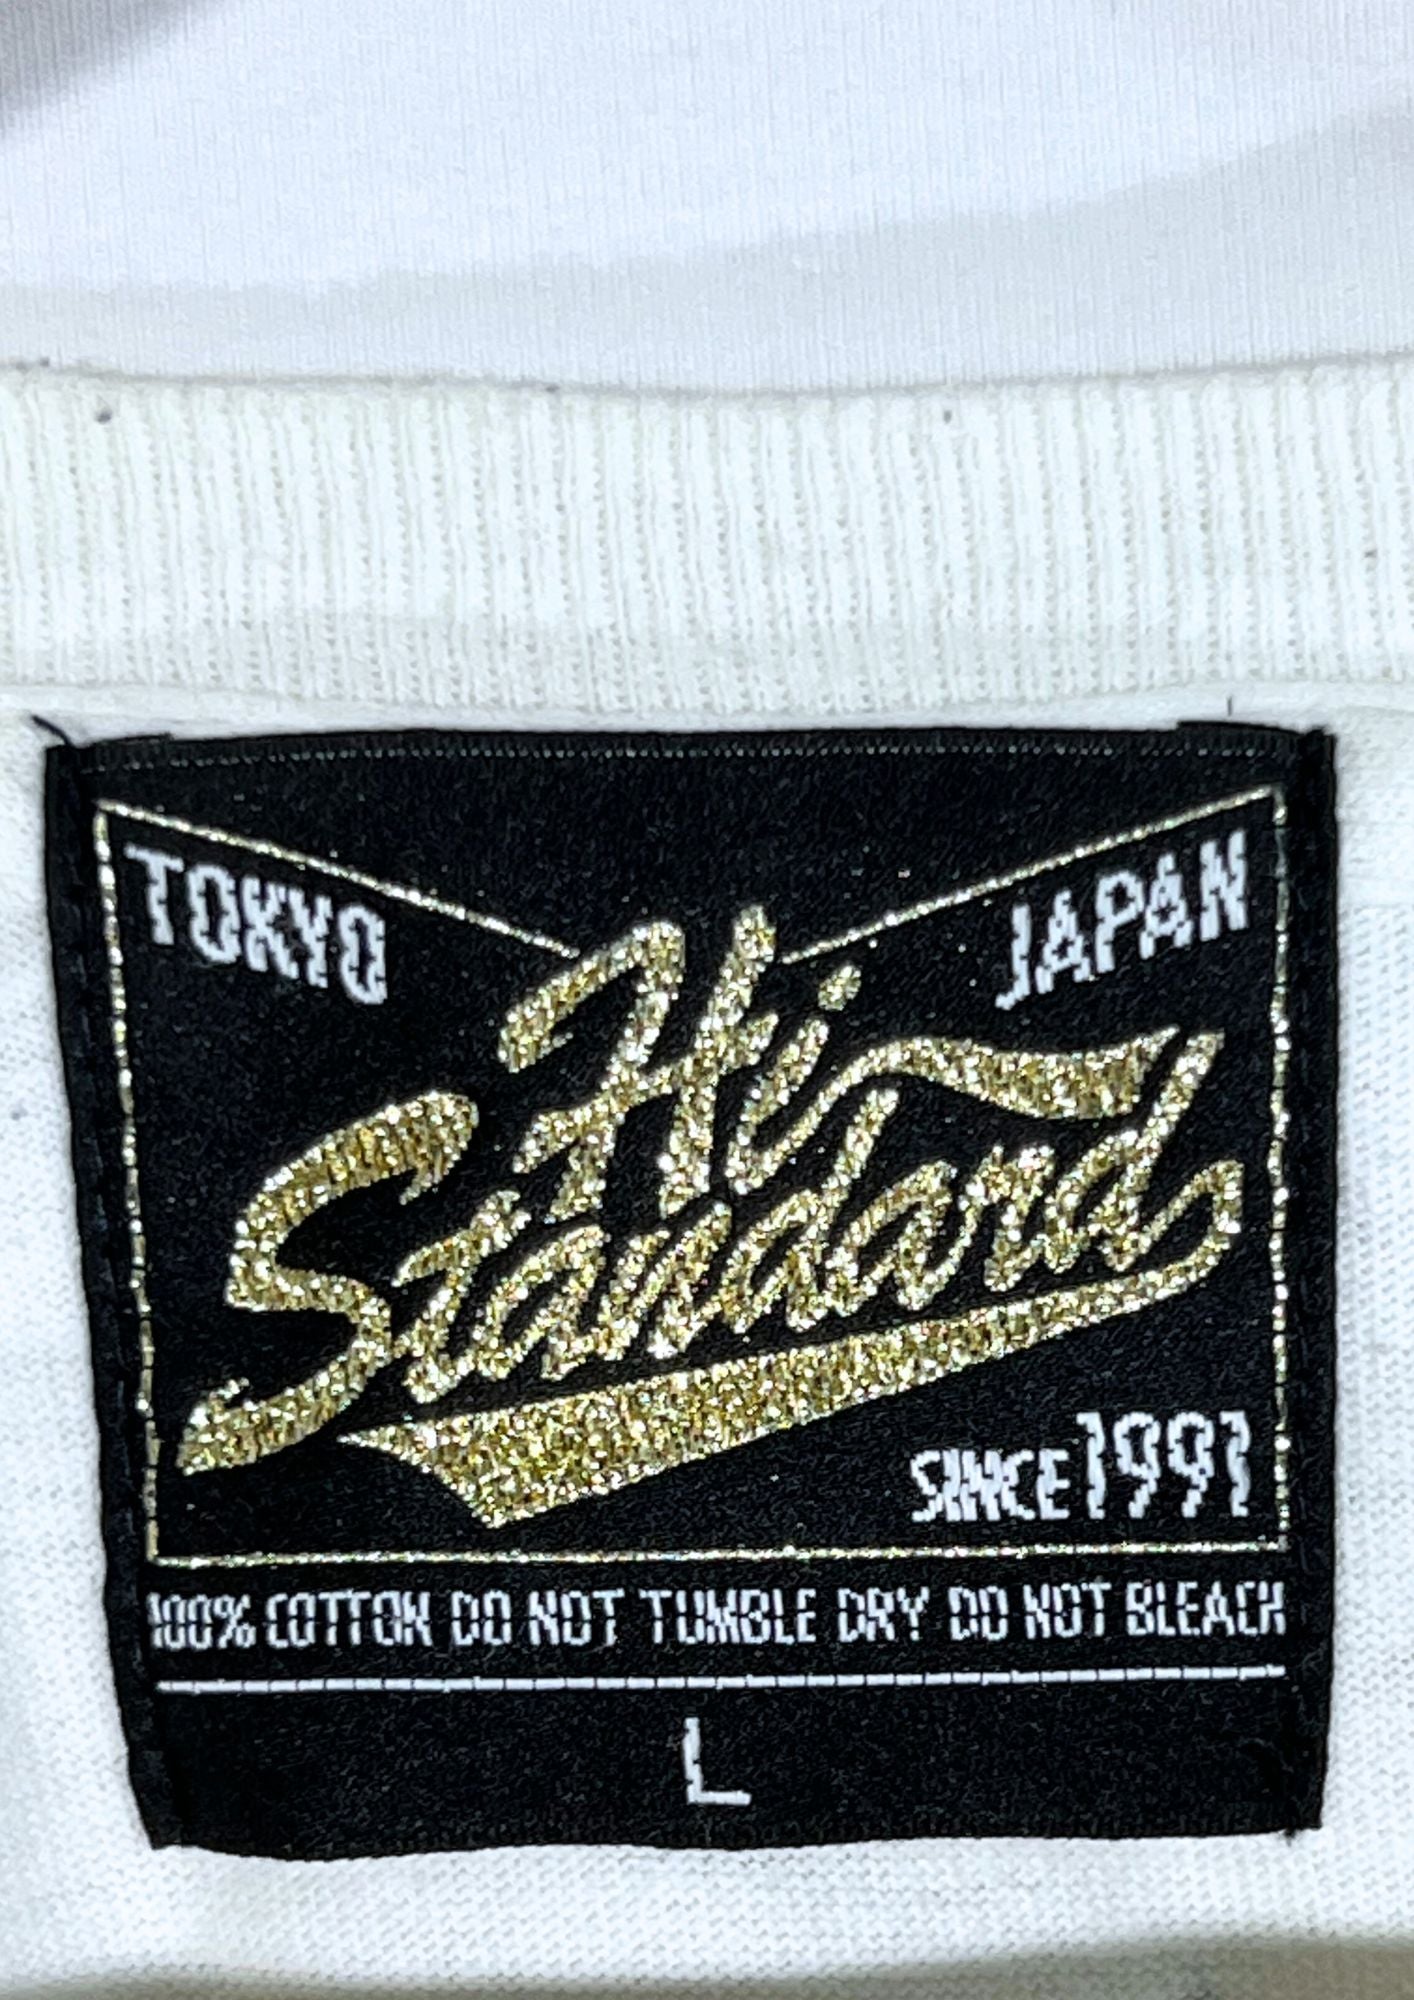 TOKYO JAPAN
Hi
Standard
SINCE 1991
100% COTTON DO NOT TUMBLE DRY DO NOT BLEACH
L